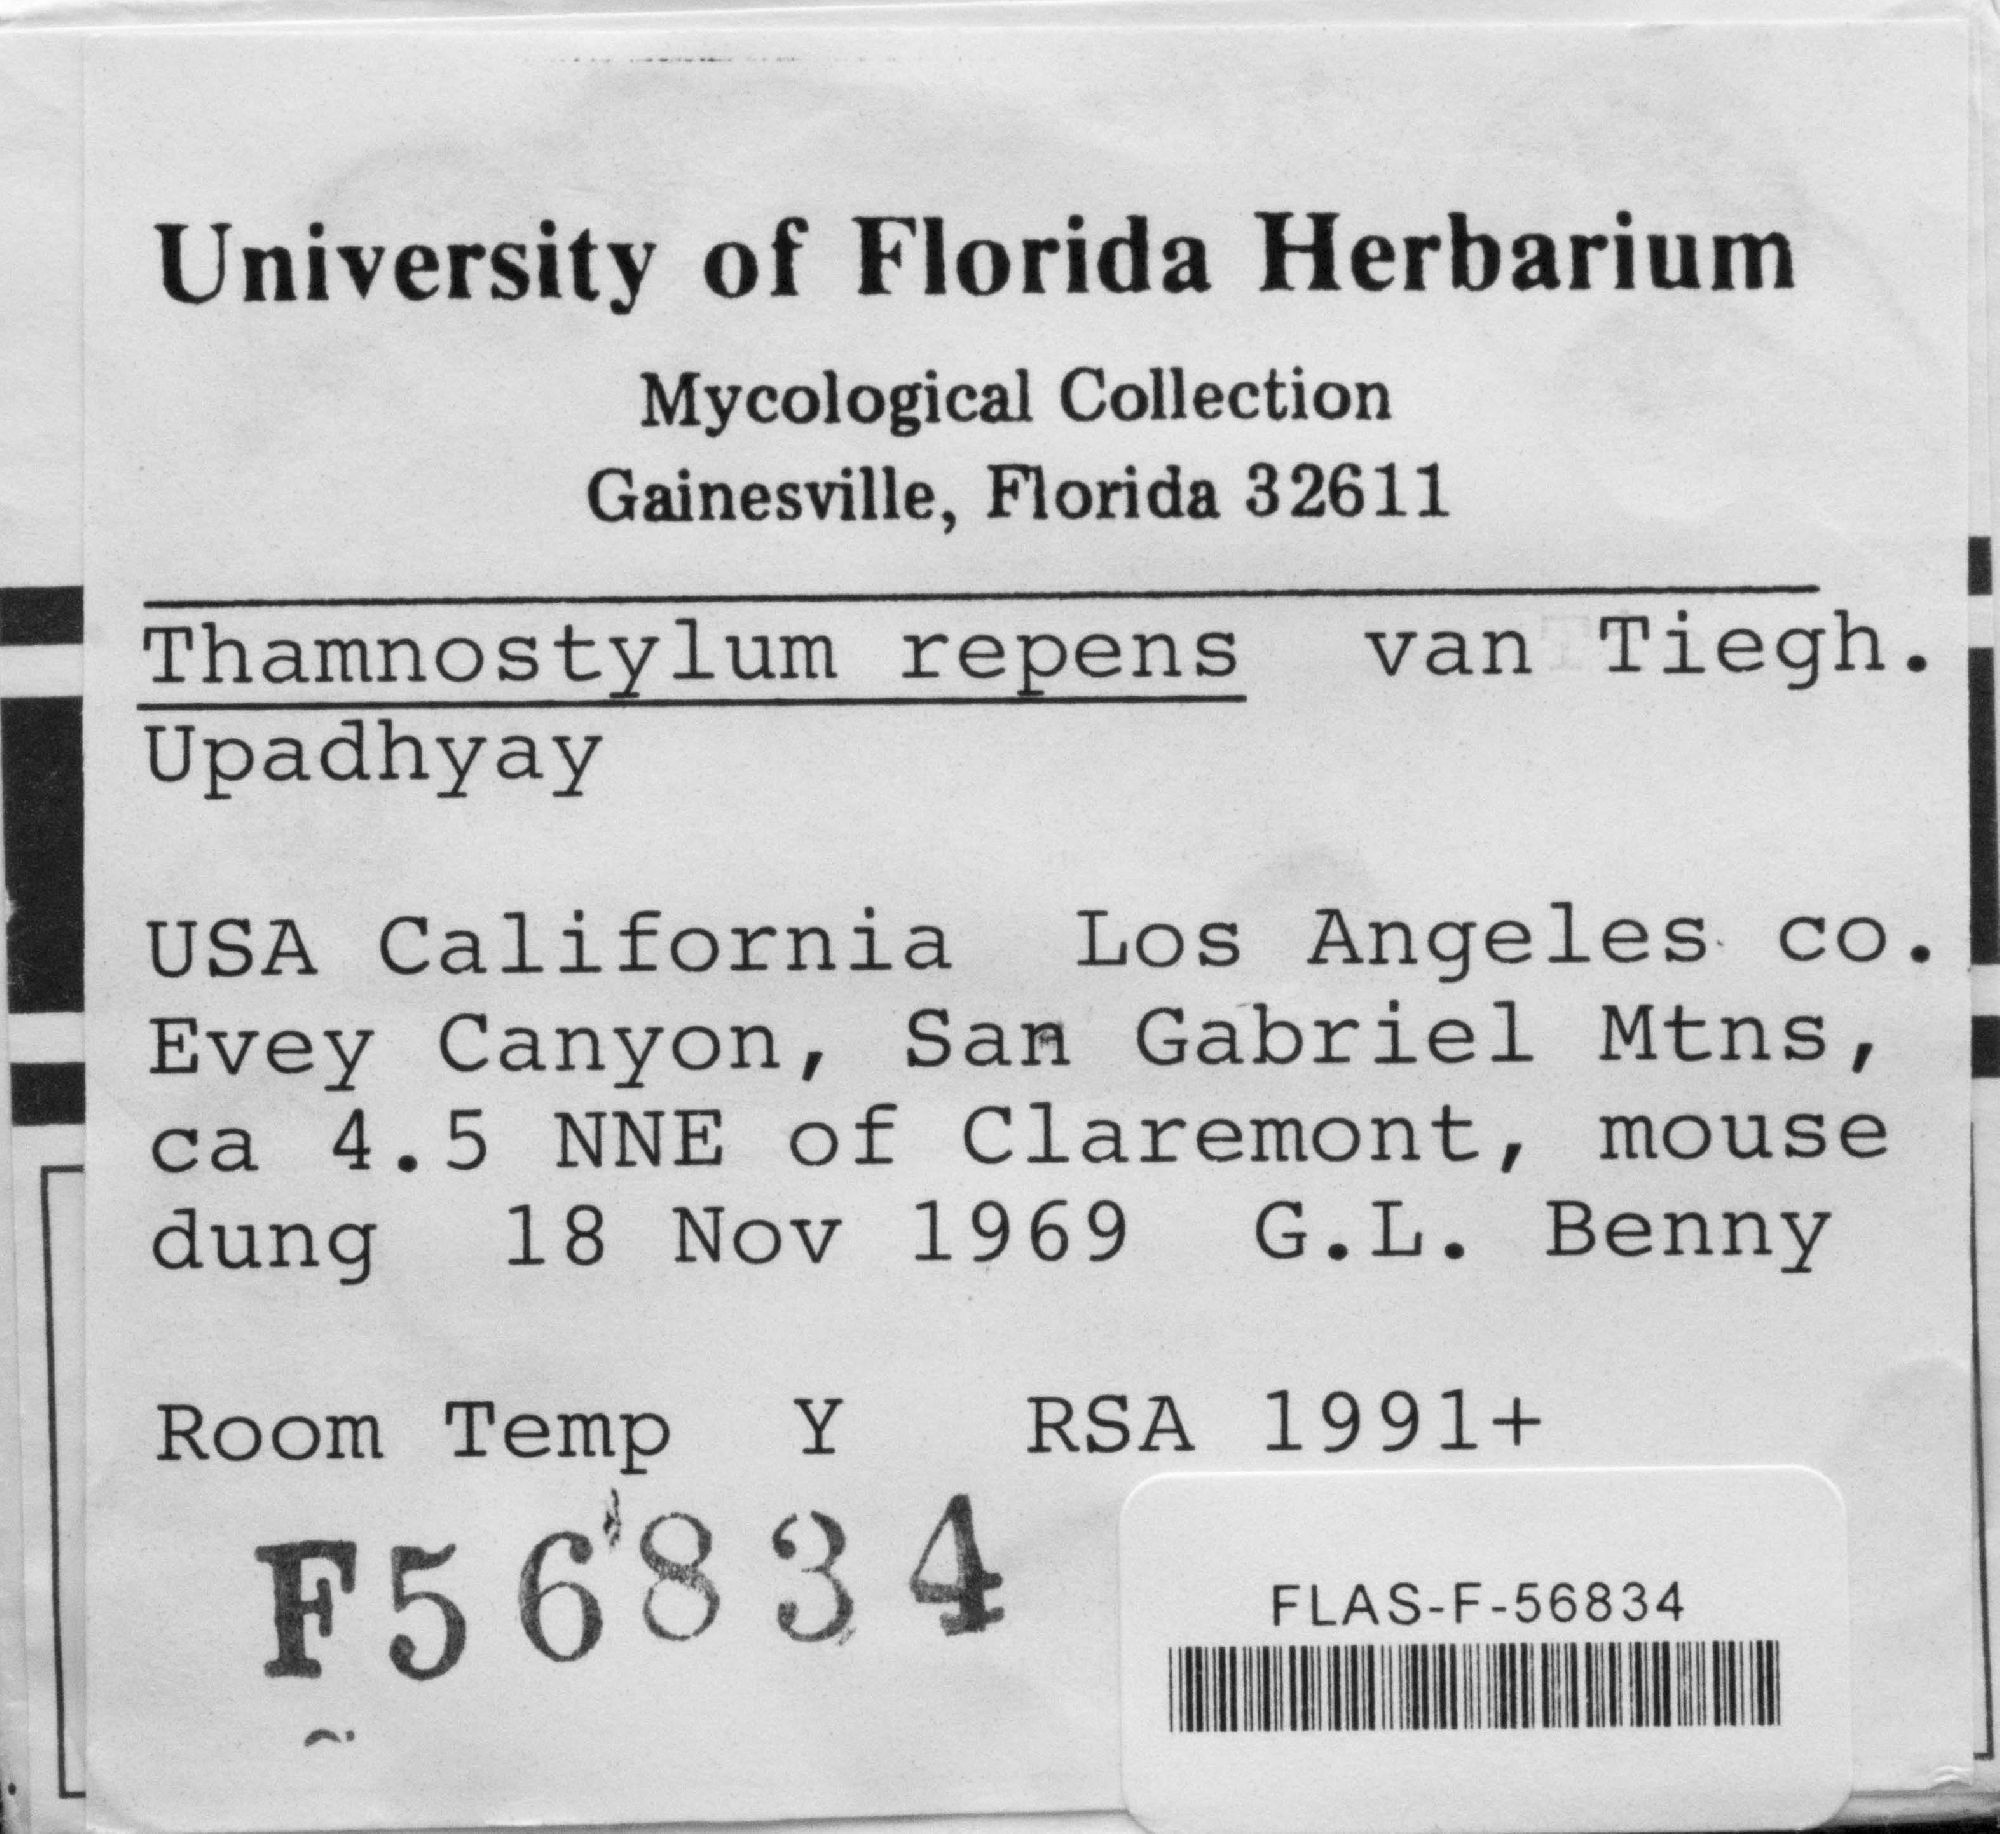 University of Florida Herbarium
Mycological Collection
Gainesville, Florida 32611
Thamnostylum repens van Tiegh.
Upadhyay
USA California Los Angeles co.
Evey Canyon, San Gabriel Mtns,
ca 4.5 NNE of Claremont, mouse
dung 18 Nov 1969 G.L. Benny
Room Temp Y RSA 1991+
F56834
FLAS-F-56834